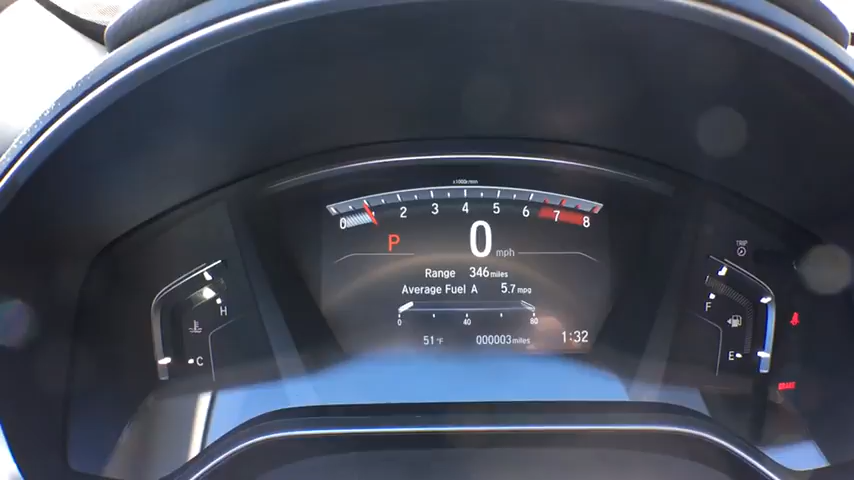 x1000r/min
0 2 3 4 5 6 7 8
P
0 mph
TRIP
Range 346 miles
Average Fuel A 5.7 mpg
0 40 80
51°F 000003 miles 1:32
H
C
F
E
BRAKE